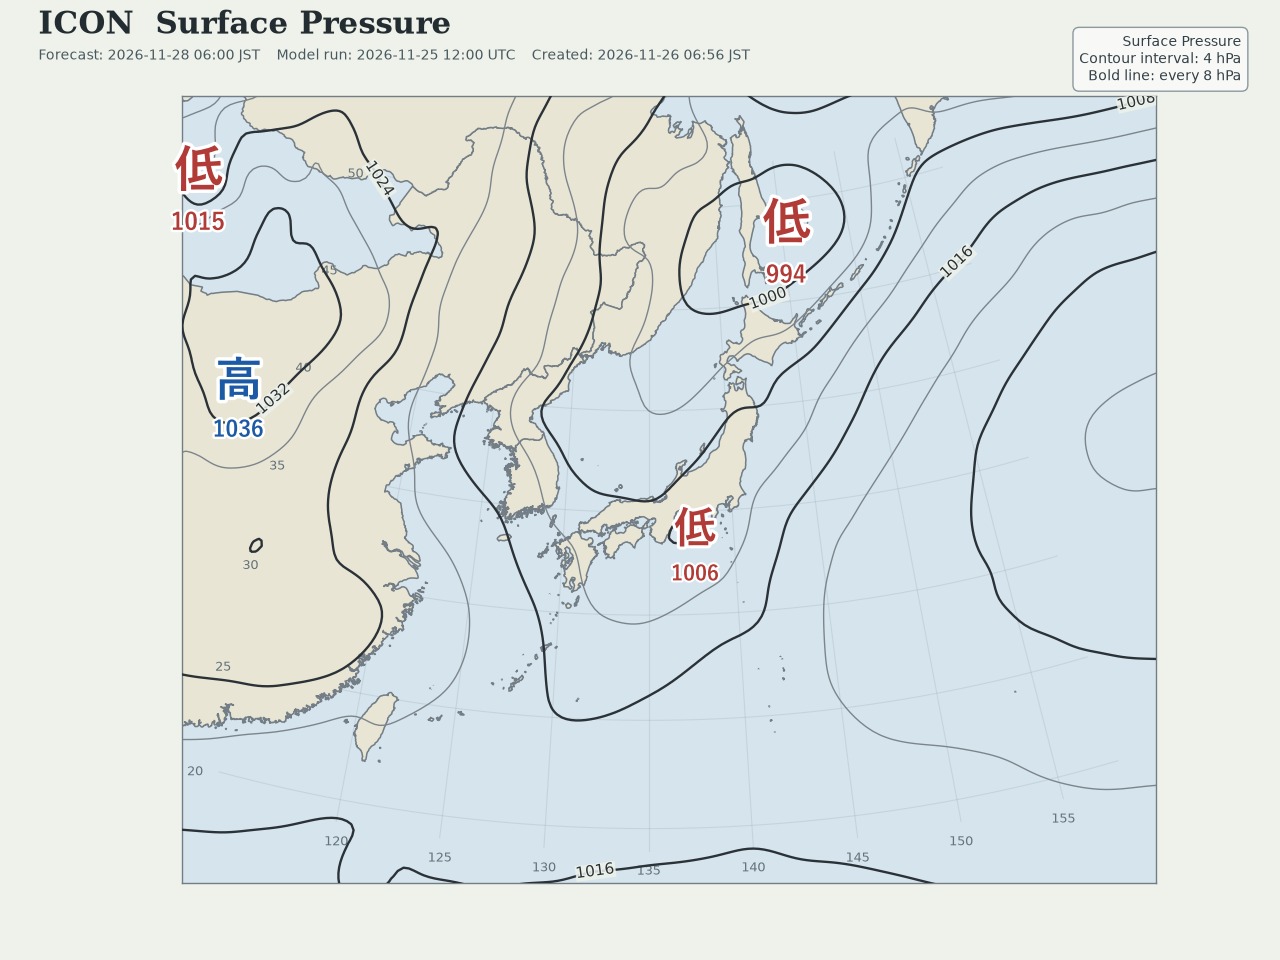 ICON  Surface Pressure
Forecast: 2026-11-28 06:00 JST    Model run: 2026-11-25 12:00 UTC    Created: 2026-11-26 06:56 JST
Surface Pressure
Contour interval: 4 hPa
Bold line: every 8 hPa
1008
低
1015
50
1024
低
994
1000
1016
45
40
高
1036
1032
35
低
1006
30
25
20
120
125
130
135
140
145
150
155
1016